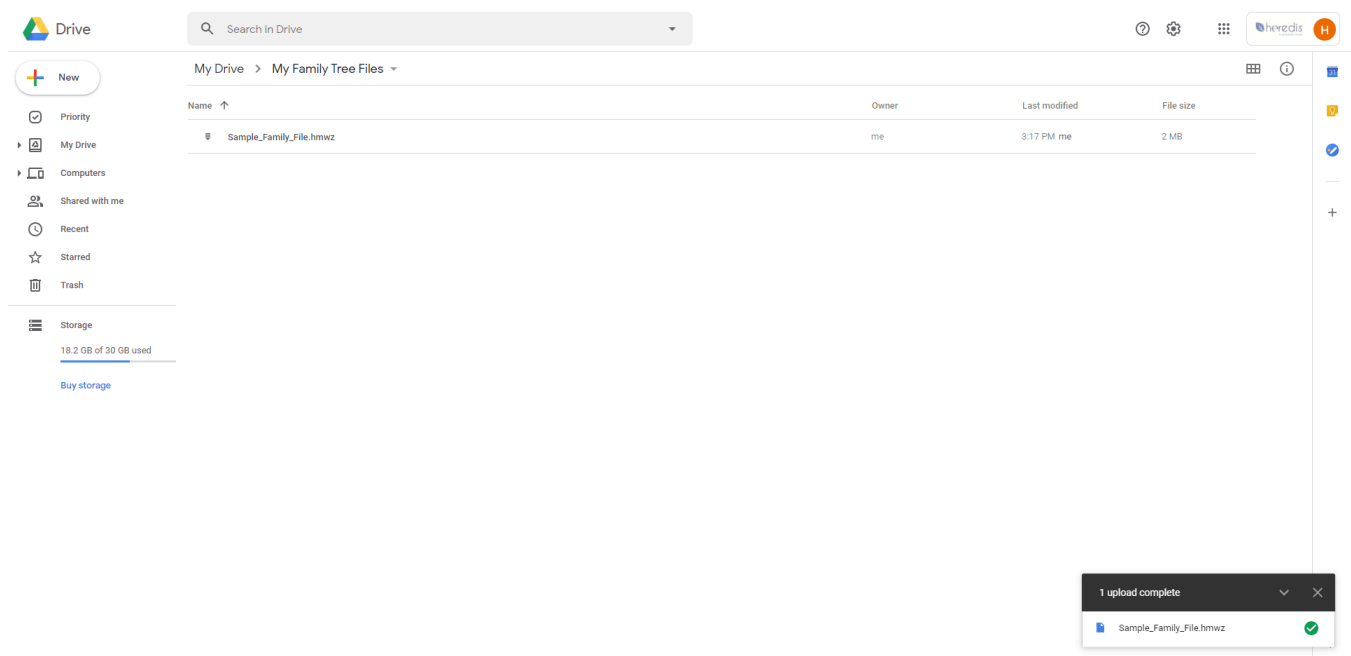 Drive
Search in Drive
heredis
H
New
My Drive > My Family Tree Files
Name
Owner
Last modified
File size
Sample_Family_File.hmwz
me
3:17 PM me
2 MB
Priority
My Drive
Computers
Shared with me
Recent
Starred
Trash
Storage
18.2 GB of 30 GB used
Buy storage
1 upload complete
Sample_Family_File.hmwz